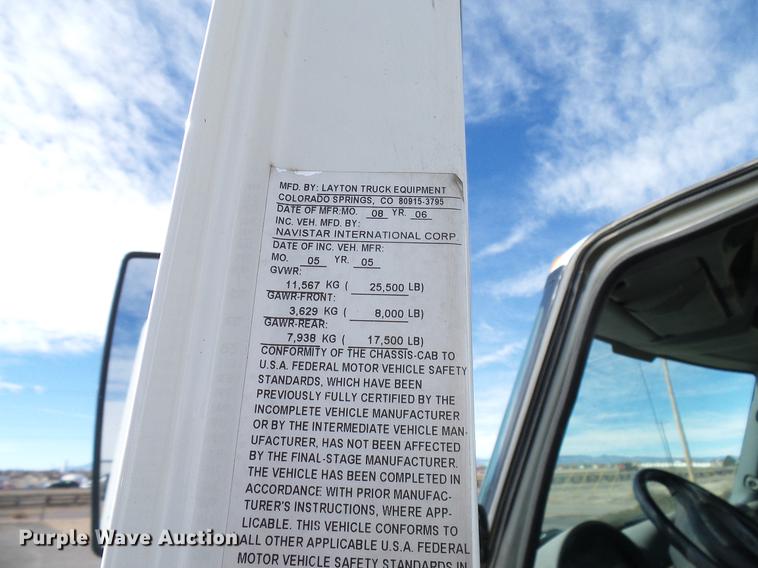 MFD. BY: LAYTON TRUCK EQUIPMENT
COLORADO SPRINGS, CO 80915-3795
DATE OF MFR:MO. 08 YR. 06
INC. VEH. MFD. BY:
NAVISTAR INTERNATIONAL CORP.
DATE OF INC. VEH. MFR:
MO. 05 YR. 05
GVWR:
11,567 KG ( 25,500 LB)
GAWR-FRONT:
3,629 KG ( 8,000 LB)
GAWR-REAR:
7,938 KG ( 17,500 LB)
CONFORMITY OF THE CHASSIS-CAB TO
U.S.A. FEDERAL MOTOR VEHICLE SAFETY
STANDARDS, WHICH HAVE BEEN
PREVIOUSLY FULLY CERTIFIED BY THE
INCOMPLETE VEHICLE MANUFACTURER
OR BY THE INTERMEDIATE VEHICLE MAN-
UFACTURER, HAS NOT BEEN AFFECTED
BY THE FINAL-STAGE MANUFACTURER.
THE VEHICLE HAS BEEN COMPLETED IN
ACCORDANCE WITH PRIOR MANUFAC-
TURER'S INSTRUCTIONS, WHERE APP-
LICABLE. THIS VEHICLE CONFORMS TO
ALL OTHER APPLICABLE U.S.A. FEDERAL
MOTOR VEHICLE SAFETY STANDARDS IN
Purple Wave Auction